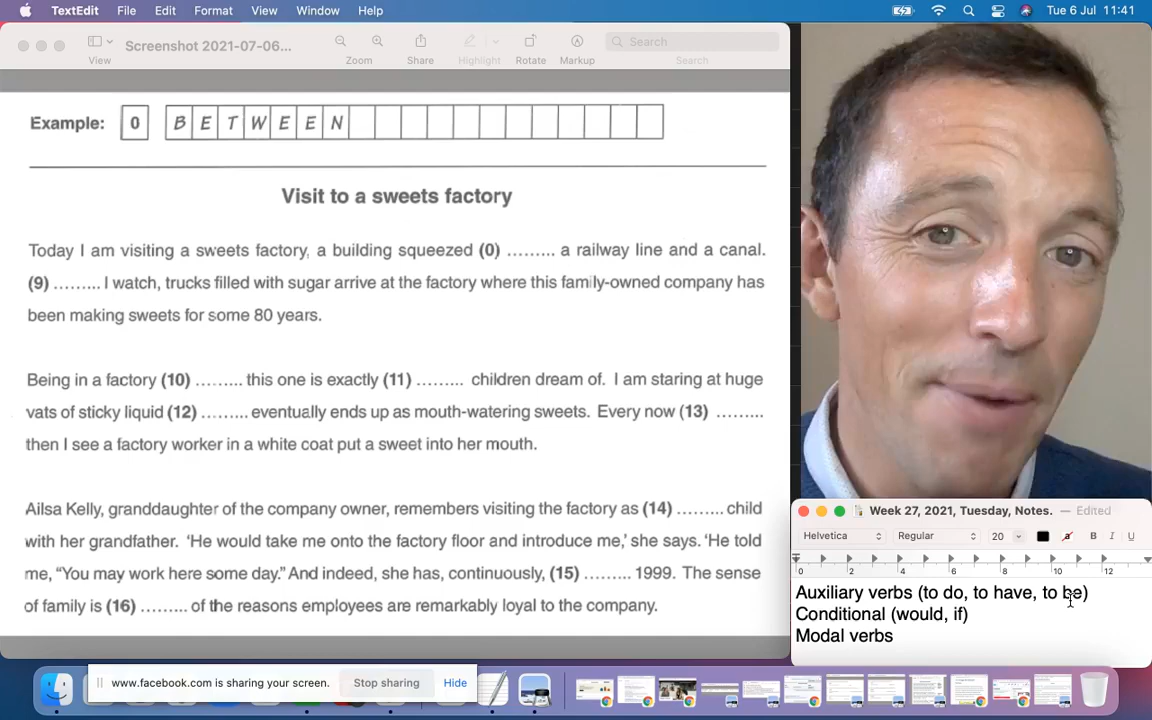 TextEdit File Edit Format View Window Help Tue 6 Jul 11:41
Screenshot 2021-07-06...
Search
View Zoom Share Highlight Rotate Markup Search
Example: 0 BETWEEN
Visit to a sweets factory
Today I am visiting a sweets factory, a building squeezed (0) ......... a railway line and a canal.
(9) ......... I watch, trucks filled with sugar arrive at the factory where this family-owned company has
been making sweets for some 80 years.
Being in a factory (10) ......... this one is exactly (11) ......... children dream of. I am staring at huge
vats of sticky liquid (12) ......... eventually ends up as mouth-watering sweets. Every now (13) .........
then I see a factory worker in a white coat put a sweet into her mouth.
Ailsa Kelly, granddaughter of the company owner, remembers visiting the factory as (14) ......... child
with her grandfather. ‘He would take me onto the factory floor and introduce me,’ she says. ‘He told
me, “You may work here some day.” And indeed, she has, continuously, (15) ......... 1999. The sense
of family is (16) ......... of the reasons employees are remarkably loyal to the company.
Week 27, 2021, Tuesday, Notes. — Edited
Helvetica Regular 20 a B I U
0 2 4 6 8 10 12
Auxiliary verbs (to do, to have, to be)
Conditional (would, if)
Modal verbs
www.facebook.com is sharing your screen. Stop sharing Hide